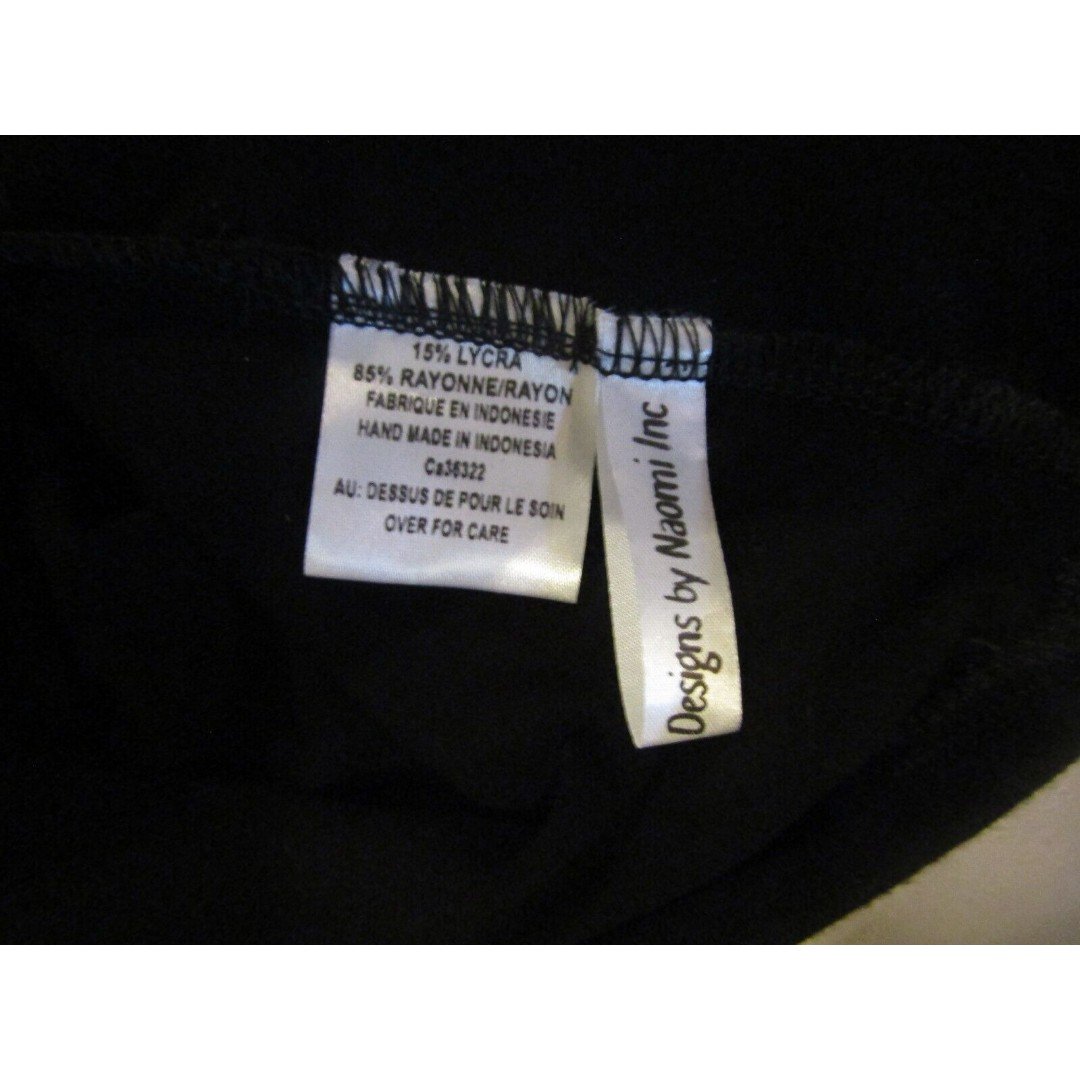 15% LYCRA
85% RAYONNE/RAYON
FABRIQUE EN INDONESIE
HAND MADE IN INDONESIA
Ca36322
AU: DESSUS DE POUR LE SOIN
OVER FOR CARE
Designs by Naomi Inc